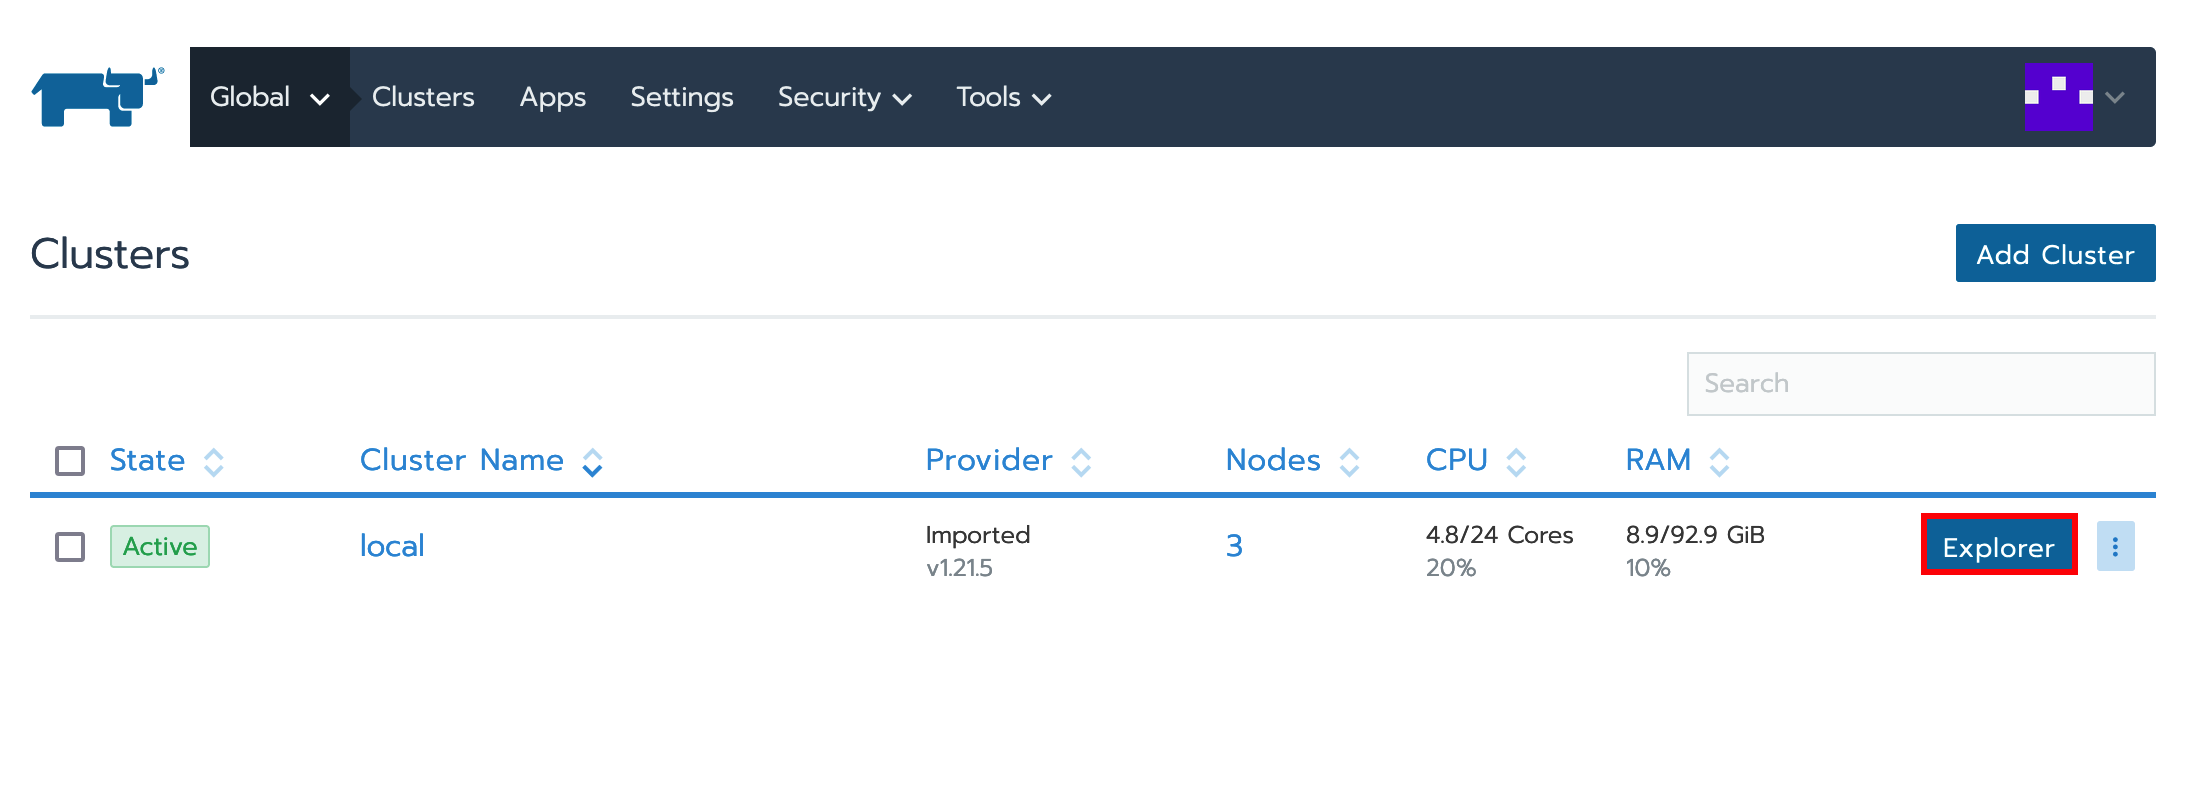 Global Clusters Apps Settings Security Tools
Clusters
Add Cluster
Search
State Cluster Name Provider Nodes CPU RAM
Active local Imported 3 4.8/24 Cores 8.9/92.9 GiB Explorer
v1.21.5 20% 10%